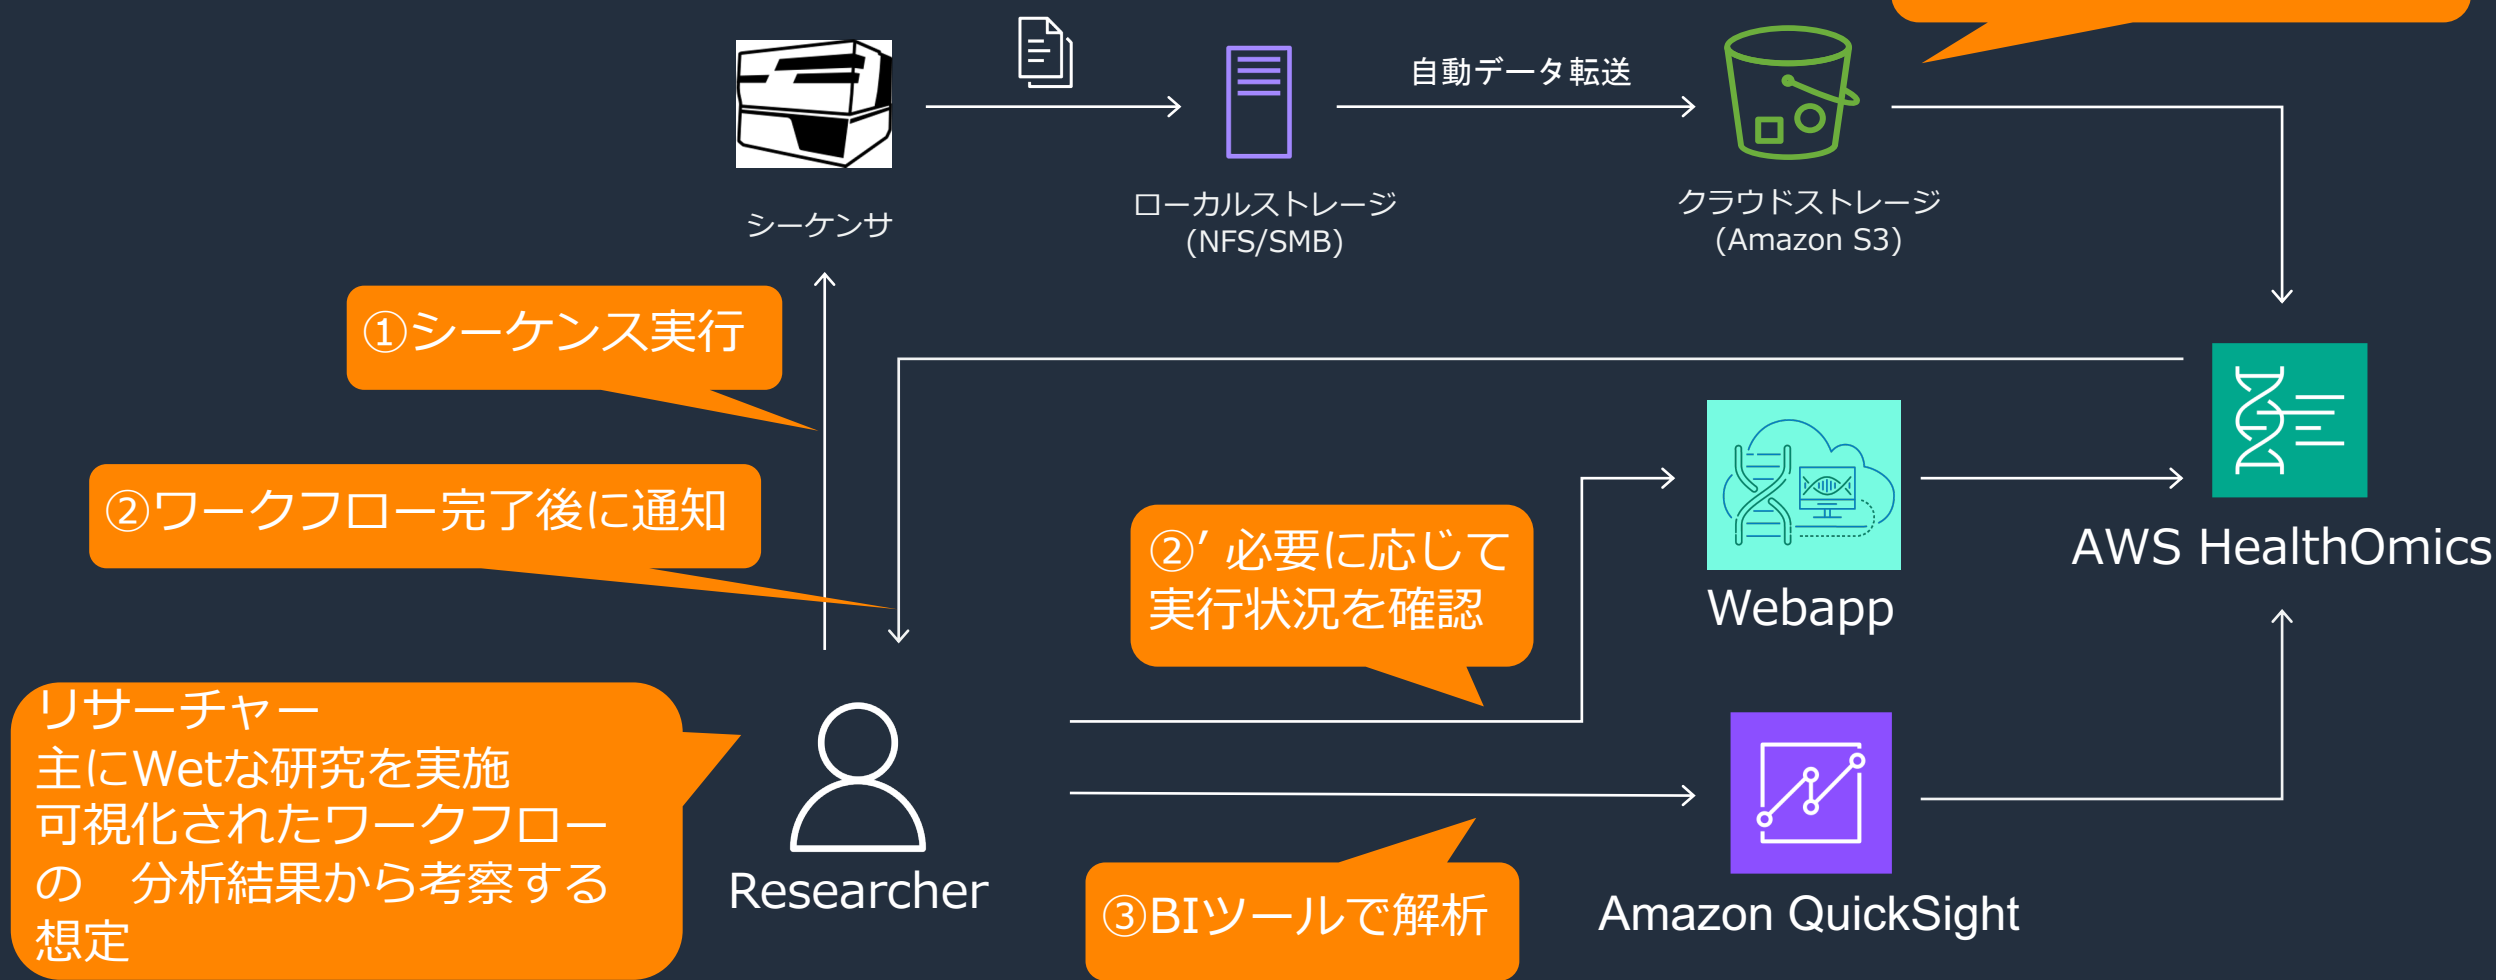 自動データ転送
シーケンサ
ローカルストレージ
(NFS/SMB)
クラウドストレージ
(Amazon S3)
①シーケンス実行
②ワークフロー完了後に通知
②’必要に応じて
実行状況を確認
Webapp
AWS HealthOmics
リサーチャー
主にWetな研究を実施
可視化されたワークフロー
の　分析結果から考察する
想定
Researcher
③BIツールで解析
Amazon QuickSight